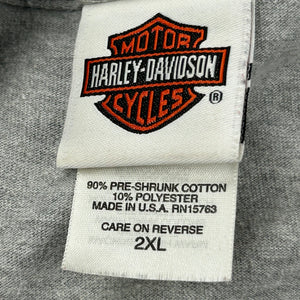 MOTOR
HARLEY-DAVIDSON
CYCLES
®
90% PRE-SHRUNK COTTON
10% POLYESTER
MADE IN U.S.A. RN15763
CARE ON REVERSE
2XL